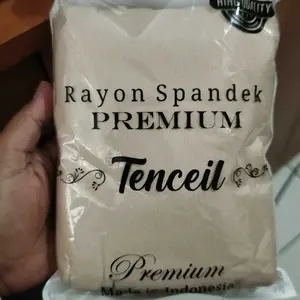 Rayon Spandek
PREMIUM
Tenceil
Premium
Made in Indonesia